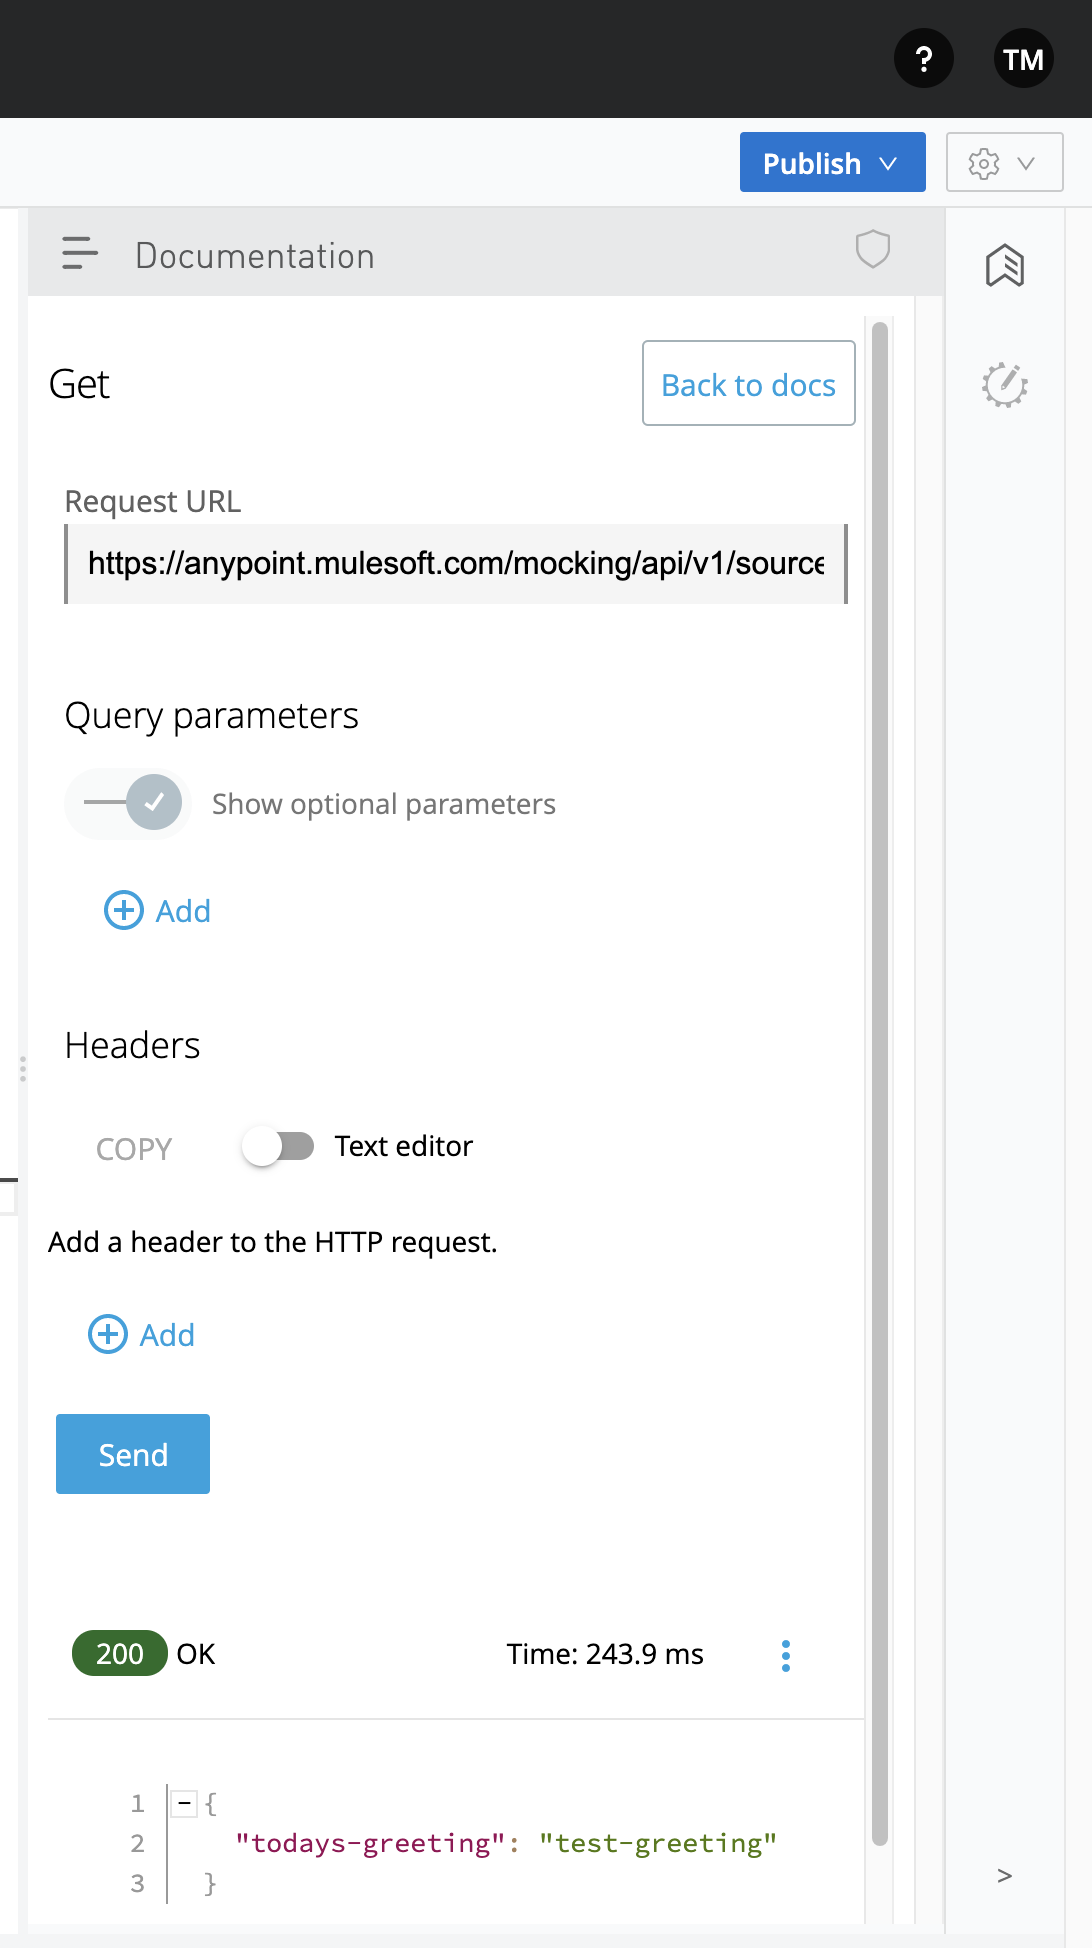 ?
TM
Publish
Documentation
Get
Back to docs
Request URL
https://anypoint.mulesoft.com/mocking/api/v1/source
Query parameters
Show optional parameters
Add
Headers
COPY
Text editor
Add a header to the HTTP request.
Add
Send
200 OK
Time: 243.9 ms
1 {
2 "todays-greeting": "test-greeting"
3 }